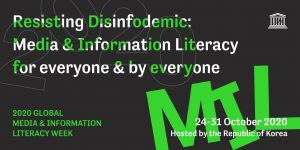 Resisting Disinfodemic:
Media & Information Literacy
for everyone & by everyone
2020 GLOBAL
MEDIA & INFORMATION
LITERACY WEEK
MIL
24-31 October 2020
Hosted by the Republic of Korea